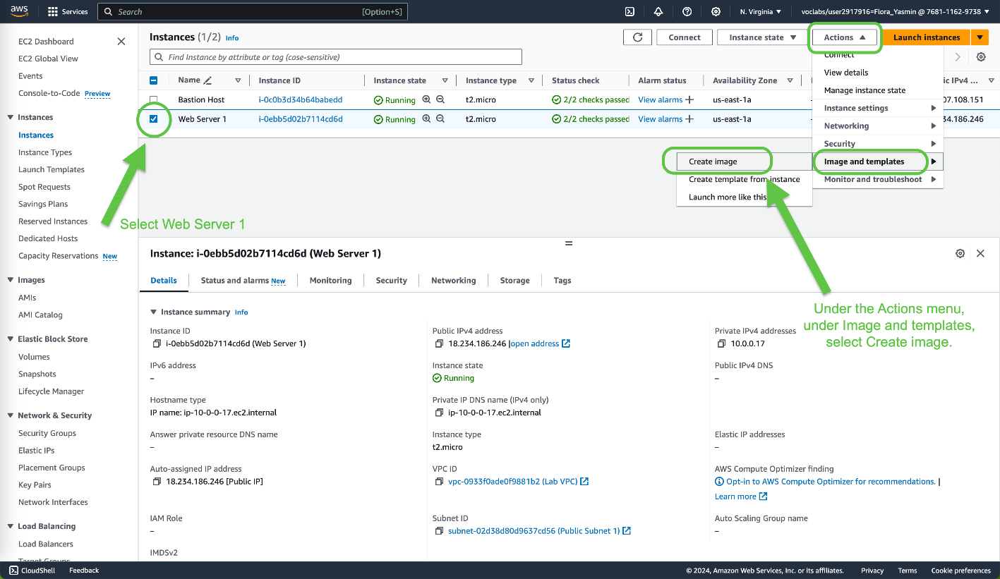 aws Services Search [Option+S] N. Virginia voclabs/user2917916=Flora_Yasmin @ 7681-1162-9738
EC2 Dashboard
EC2 Global View
Events
Console-to-Code Preview
Instances
Instances
Instance Types
Launch Templates
Spot Requests
Savings Plans
Reserved Instances
Dedicated Hosts
Capacity Reservations New
Images
AMIs
AMI Catalog
Elastic Block Store
Volumes
Snapshots
Lifecycle Manager
Network & Security
Security Groups
Elastic IPs
Placement Groups
Key Pairs
Network Interfaces
Load Balancing
Load Balancers
Target Groups
Instances (1/2) Info Connect Instance state Actions Launch instances
Find Instance by attribute or tag (case-sensitive)
Name Instance ID Instance state Instance type Status check Alarm status Availability Zone ic IPv4 ...
Bastion Host i-0c0b3d34b64babedd Running t2.micro 2/2 checks passed View alarms + us-east-1a 07.108.151
Web Server 1 i-0ebb5d02b7114cd6d Running t2.micro 2/2 checks passed View alarms + us-east-1a 34.186.246
Connect
View details
Manage instance state
Instance settings
Networking
Security
Image and templates
Monitor and troubleshoot
Create image
Create template from instance
Launch more like this
Select Web Server 1
Under the Actions menu,
under Image and templates,
select Create image.
Instance: i-0ebb5d02b7114cd6d (Web Server 1)
Details Status and alarms New Monitoring Security Networking Storage Tags
Instance summary Info
Instance ID
i-0ebb5d02b7114cd6d (Web Server 1)
Public IPv4 address
18.234.186.246 |open address
Private IPv4 addresses
10.0.0.17
IPv6 address
–
Instance state
Running
Public IPv4 DNS
–
Hostname type
IP name: ip-10-0-0-17.ec2.internal
Private IP DNS name (IPv4 only)
ip-10-0-0-17.ec2.internal
Answer private resource DNS name
–
Instance type
t2.micro
Elastic IP addresses
–
Auto-assigned IP address
18.234.186.246 [Public IP]
VPC ID
vpc-0933f0ade0f9881b2 (Lab VPC)
AWS Compute Optimizer finding
Opt-in to AWS Compute Optimizer for recommendations. |
Learn more
IAM Role
–
Subnet ID
subnet-02d38d80d9637cd56 (Public Subnet 1)
Auto Scaling Group name
–
IMDSv2
CloudShell Feedback © 2024, Amazon Web Services, Inc. or its affiliates. Privacy Terms Cookie preferences